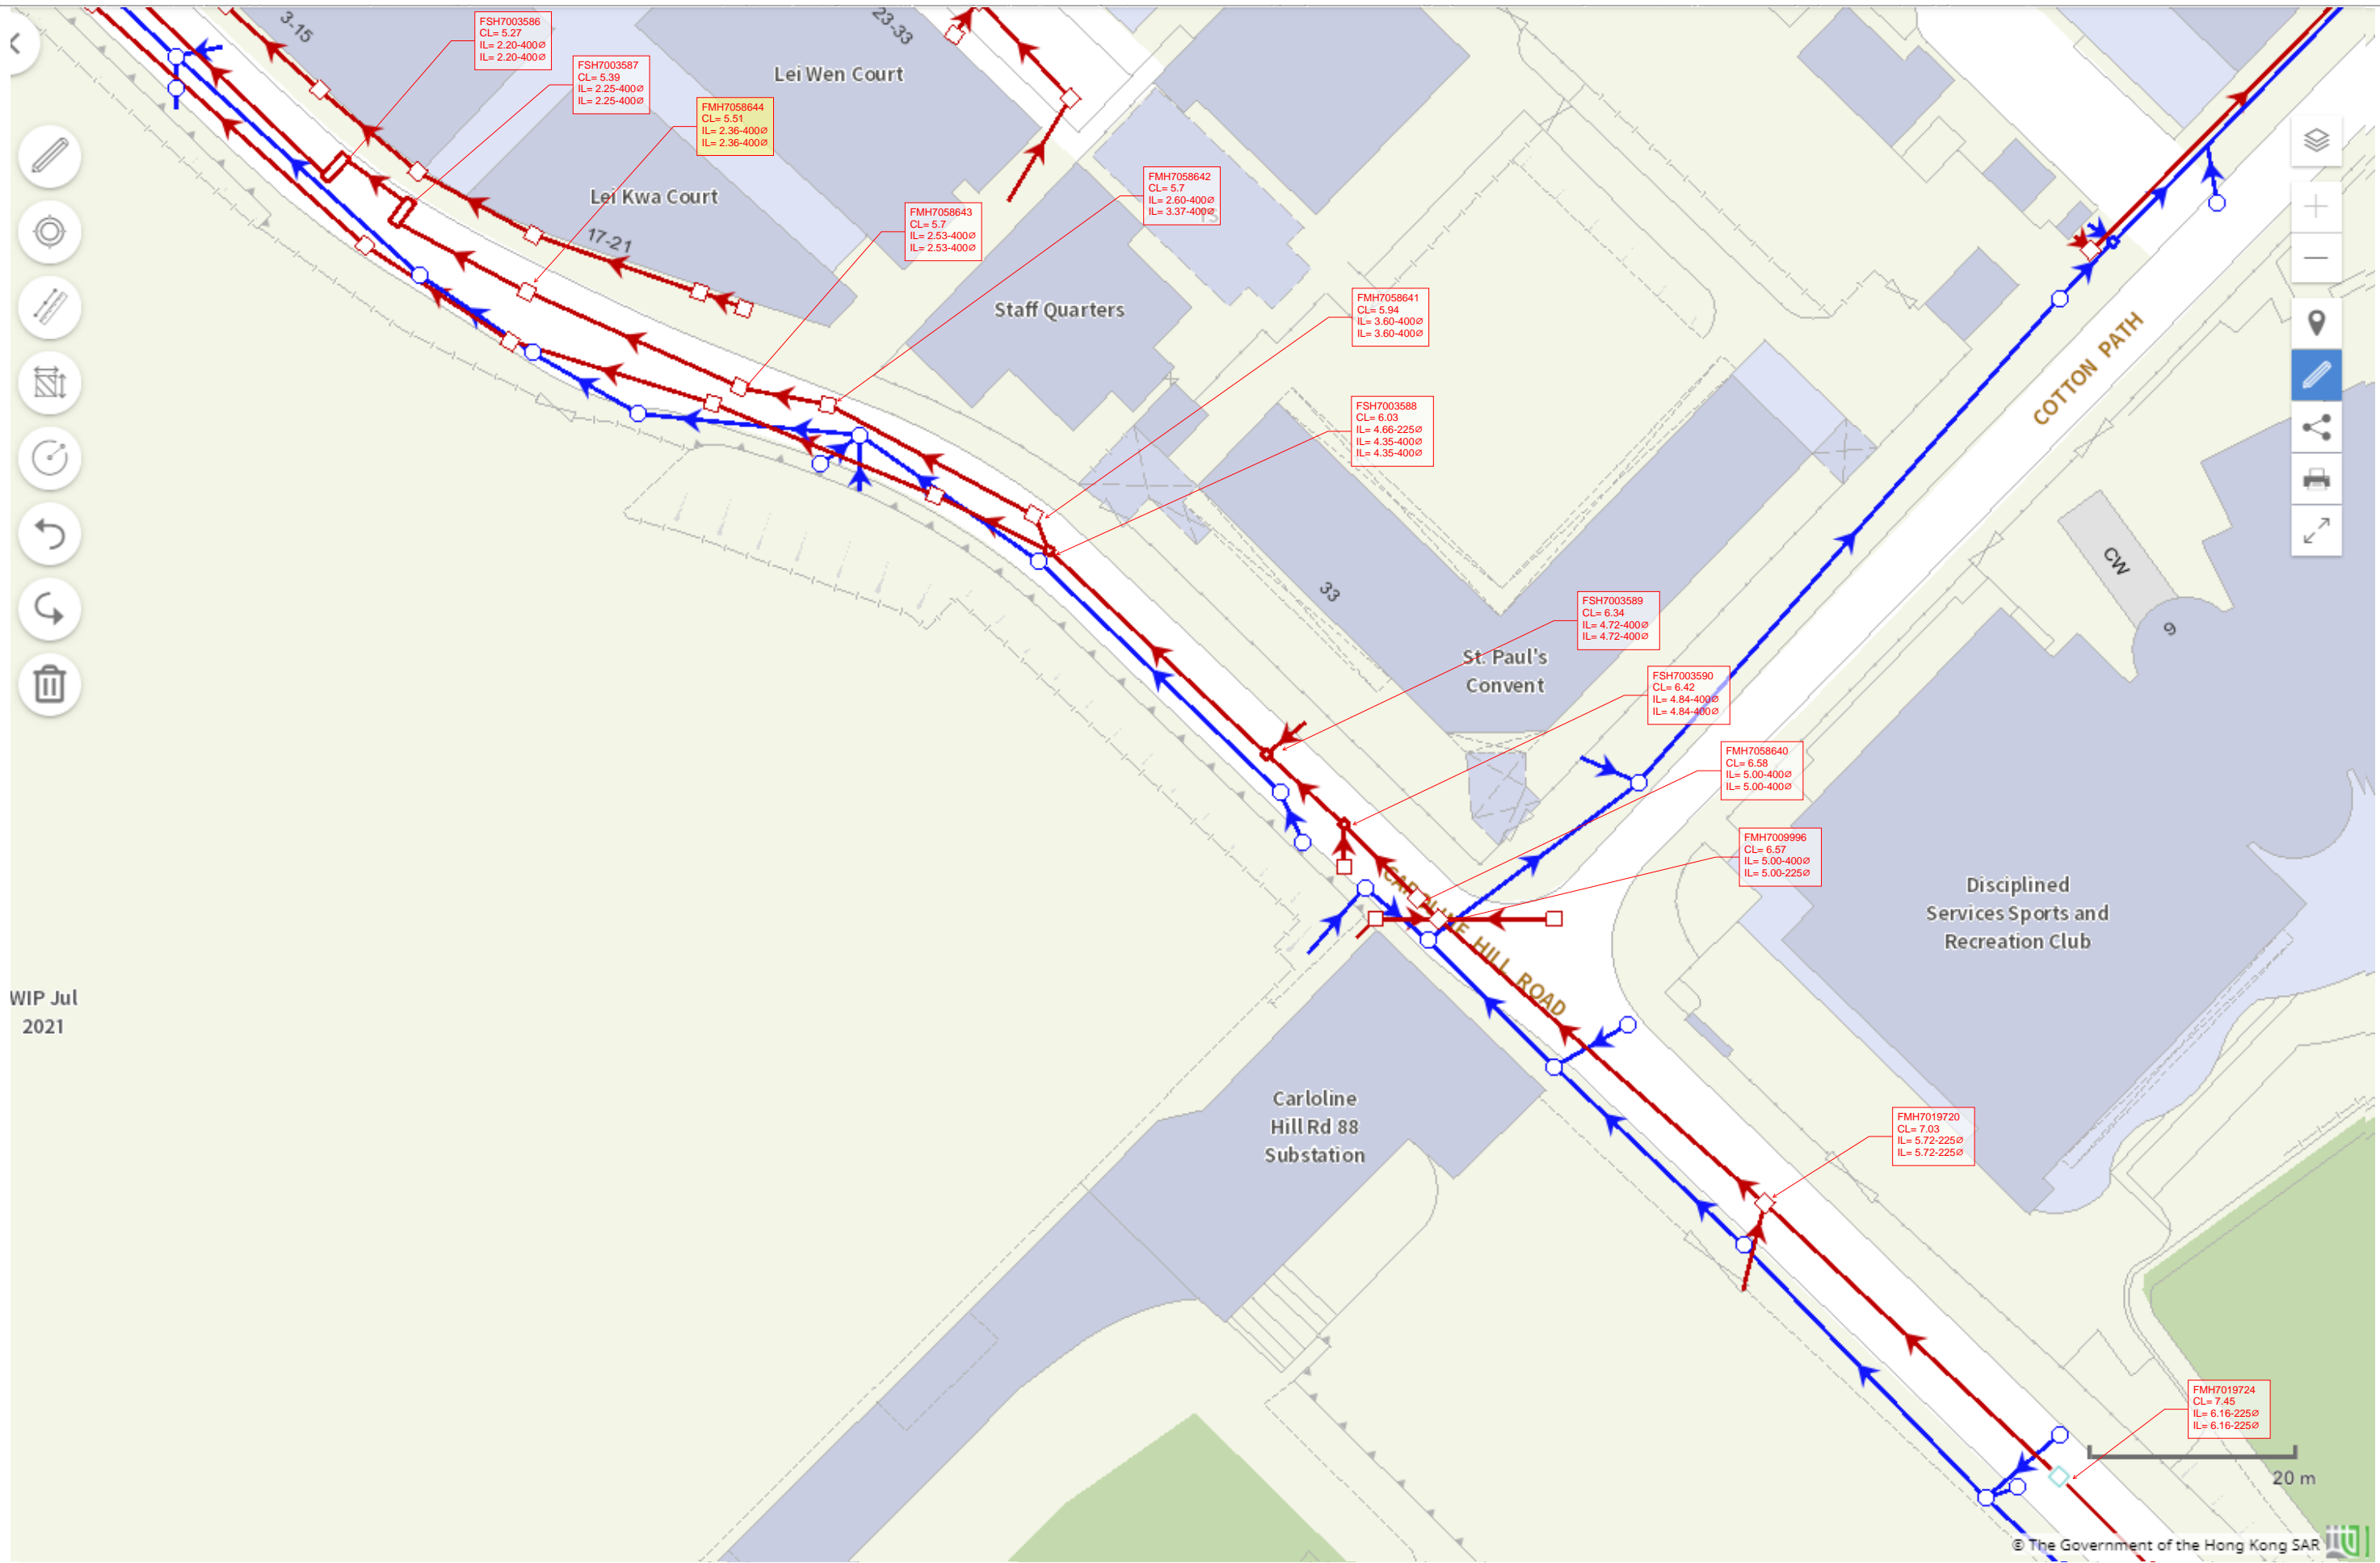 3-15
23-33
Lei Wen Court
FSH7003586
CL= 5.27
IL= 2.20-400∅
IL= 2.20-400∅
FSH7003587
CL= 5.39
IL= 2.25-400∅
IL= 2.25-400∅
FMH7058644
CL= 5.51
IL= 2.36-400∅
IL= 2.36-400∅
Lei Kwa Court
17-21
FMH7058643
CL= 5.7
IL= 2.53-400∅
IL= 2.53-400∅
FMH7058642
CL= 5.7
IL= 2.60-400∅
IL= 3.37-400∅
TS
Staff Quarters
FMH7058641
CL= 5.94
IL= 3.60-400∅
IL= 3.60-400∅
COTTON PATH
FSH7003588
CL= 6.03
IL= 4.66-225∅
IL= 4.35-400∅
IL= 4.35-400∅
CW
33
9
FSH7003589
CL= 6.34
IL= 4.72-400∅
IL= 4.72-400∅
St. Paul's
Convent
FSH7003590
CL= 6.42
IL= 4.84-400∅
IL= 4.84-400∅
FMH7058640
CL= 6.58
IL= 5.00-400∅
IL= 5.00-400∅
FMH7009996
CL= 6.57
IL= 5.00-400∅
IL= 5.00-225∅
CAROLINE HILL ROAD
Disciplined
Services Sports and
Recreation Club
WIP Jul
2021
Carloline
Hill Rd 88
Substation
FMH7019720
CL= 7.03
IL= 5.72-225∅
IL= 5.72-225∅
FMH7019724
CL= 7.45
IL= 6.16-225∅
IL= 6.16-225∅
20 m
© The Government of the Hong Kong SAR